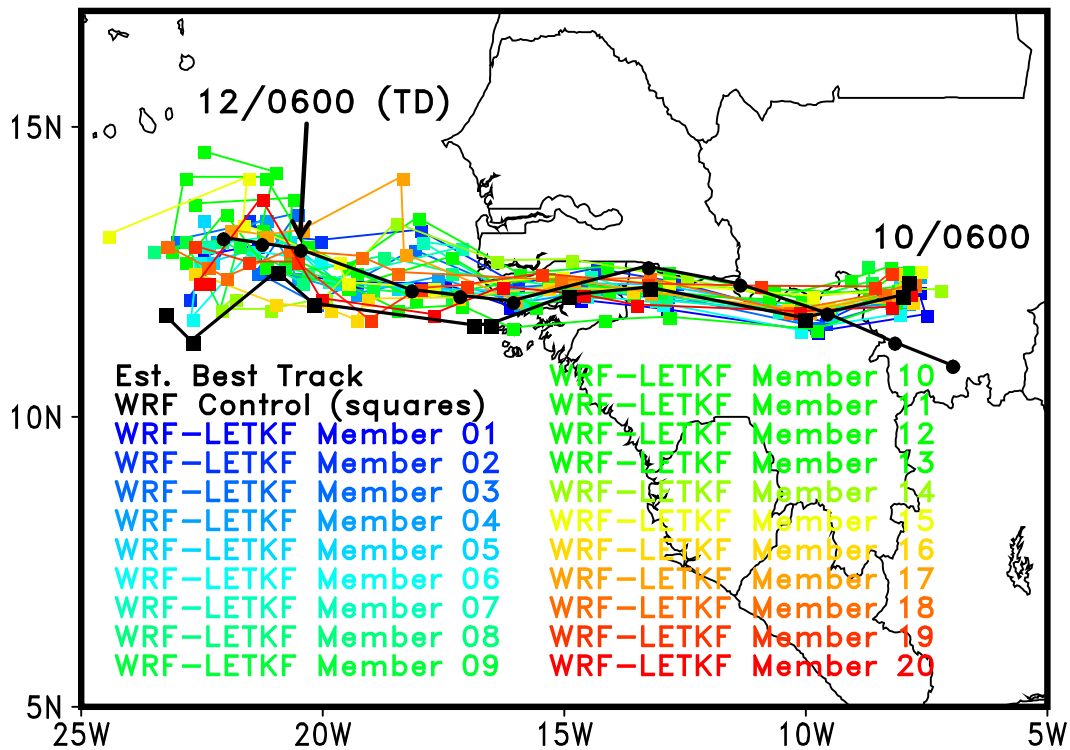 12/0600 (TD)
15N
10/0600
Est. Best Track
WRF Control (squares)
WRF-LETKF Member 01
WRF-LETKF Member 02
WRF-LETKF Member 03
WRF-LETKF Member 04
WRF-LETKF Member 05
WRF-LETKF Member 06
WRF-LETKF Member 07
WRF-LETKF Member 08
WRF-LETKF Member 09
WRF-LETKF Member 10
WRF-LETKF Member 11
WRF-LETKF Member 12
WRF-LETKF Member 13
WRF-LETKF Member 14
WRF-LETKF Member 15
WRF-LETKF Member 16
WRF-LETKF Member 17
WRF-LETKF Member 18
WRF-LETKF Member 19
WRF-LETKF Member 20
10N
5N
25W 20W 15W 10W 5W